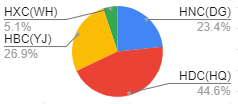 HXC(WH)
5.1%
HBC(YJ)
26.9%
HNC(DG)
23.4%
HDC(HQ)
44.6%